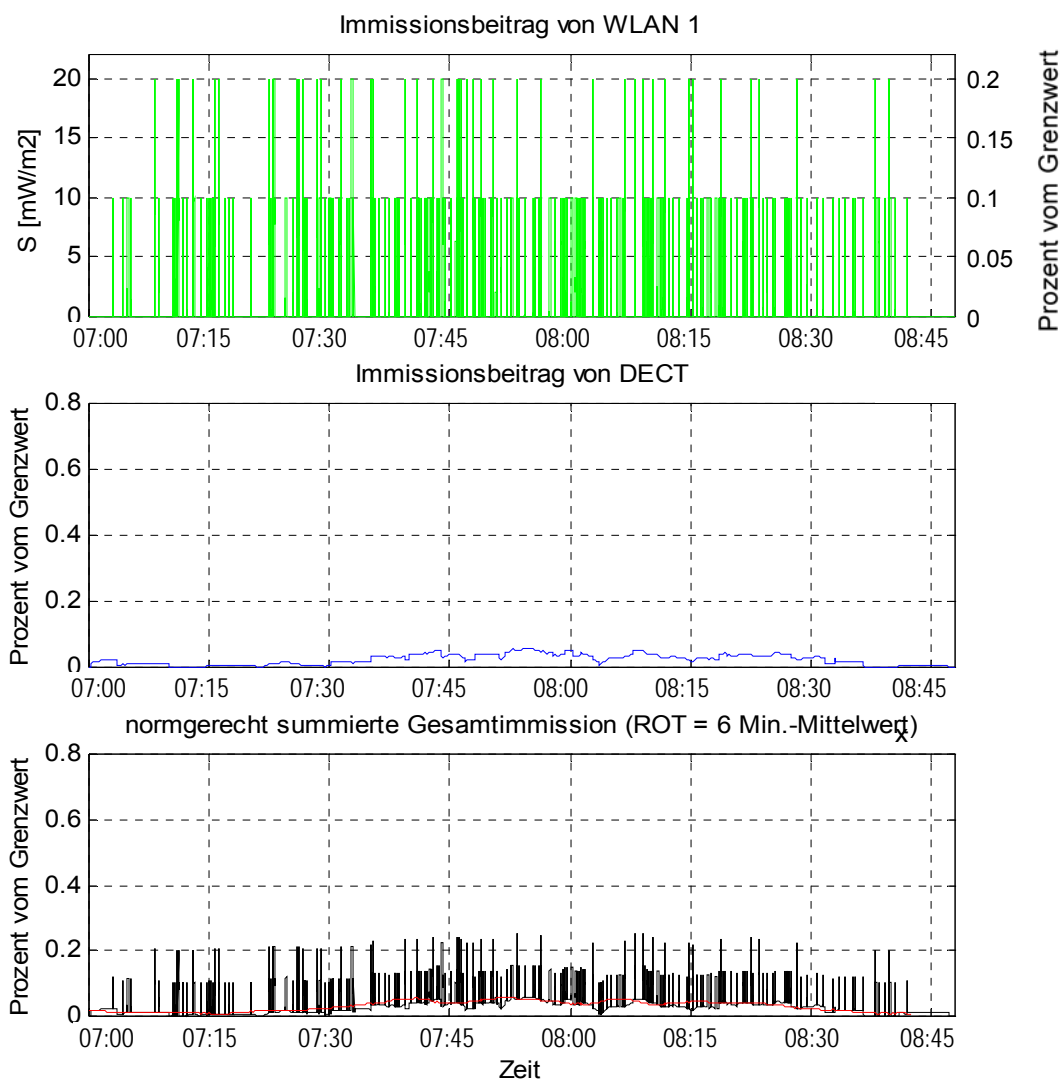 Immissionsbeitrag von WLAN 1
S [mW/m2]
20
15
10
5
0
0.2
0.15
0.1
0.05
0
Prozent vom Grenzwert
07:00 07:15 07:30 07:45 08:00 08:15 08:30 08:45
Immissionsbeitrag von DECT
Prozent vom Grenzwert
0.8
0.6
0.4
0.2
0
07:00 07:15 07:30 07:45 08:00 08:15 08:30 08:45
normgerecht summierte Gesamtimmission (ROT = 6 Min.-Mittelwert)
x
Prozent vom Grenzwert
0.8
0.6
0.4
0.2
0
07:00 07:15 07:30 07:45 08:00 08:15 08:30 08:45
Zeit